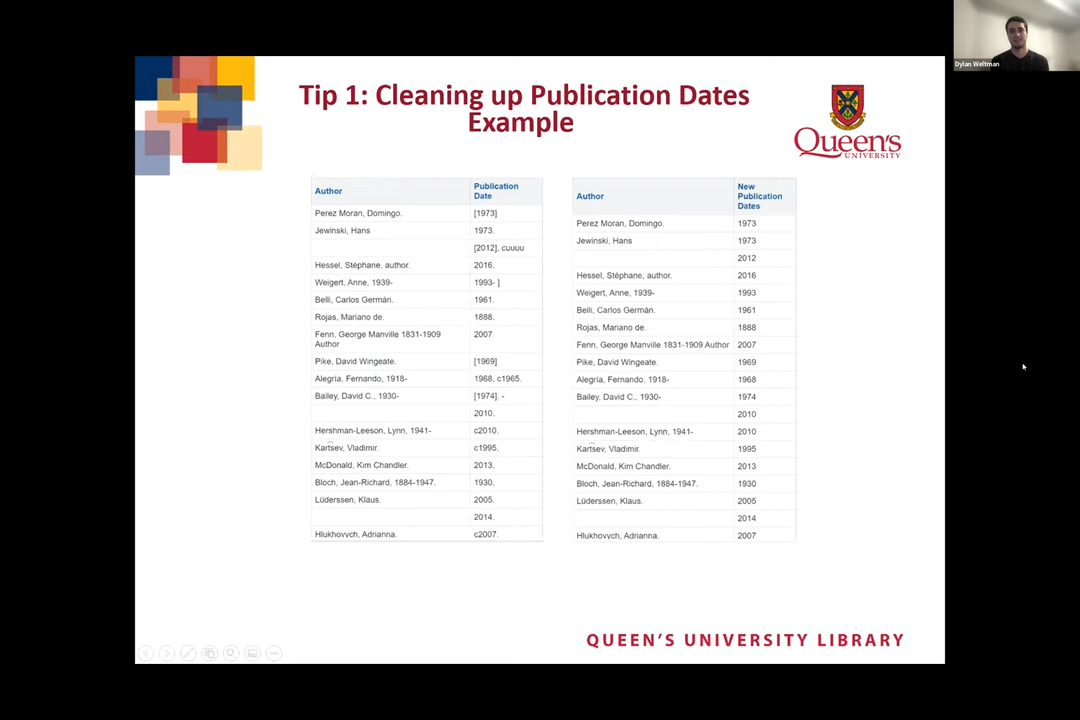 Dylan Weltman
Tip 1: Cleaning up Publication Dates
Example
Queen's
UNIVERSITY
Author Publication Date
Perez Moran, Domingo. [1973]
Jewinski, Hans 1973.
[2012], cuuuu
Hessel, Stéphane, author. 2016.
Weigert, Anne, 1939- 1993- ]
Belli, Carlos Germán. 1961.
Rojas, Mariano de. 1888.
Fenn, George Manville 1831-1909 Author 2007
Pike, David Wingeate. [1969]
Alegría, Fernando, 1918- 1968, c1965.
Bailey, David C., 1930- [1974]. -
2010.
Hershman-Leeson, Lynn, 1941- c2010.
Kart͡sev, Vladimir. c1995.
McDonald, Kim Chandler. 2013.
Bloch, Jean-Richard, 1884-1947. 1930.
Lüderssen, Klaus. 2005.
2014.
Hlukhovych, Adrianna. c2007.
Author New Publication Dates
Perez Moran, Domingo. 1973
Jewinski, Hans 1973
2012
Hessel, Stéphane, author. 2016
Weigert, Anne, 1939- 1993
Belli, Carlos Germán. 1961
Rojas, Mariano de. 1888
Fenn, George Manville 1831-1909 Author 2007
Pike, David Wingeate. 1969
Alegría, Fernando, 1918- 1968
Bailey, David C., 1930- 1974
2010
Hershman-Leeson, Lynn, 1941- 2010
Kart͡sev, Vladimir. 1995
McDonald, Kim Chandler. 2013
Bloch, Jean-Richard, 1884-1947. 1930
Lüderssen, Klaus. 2005
2014
Hlukhovych, Adrianna. 2007
QUEEN'S UNIVERSITY LIBRARY